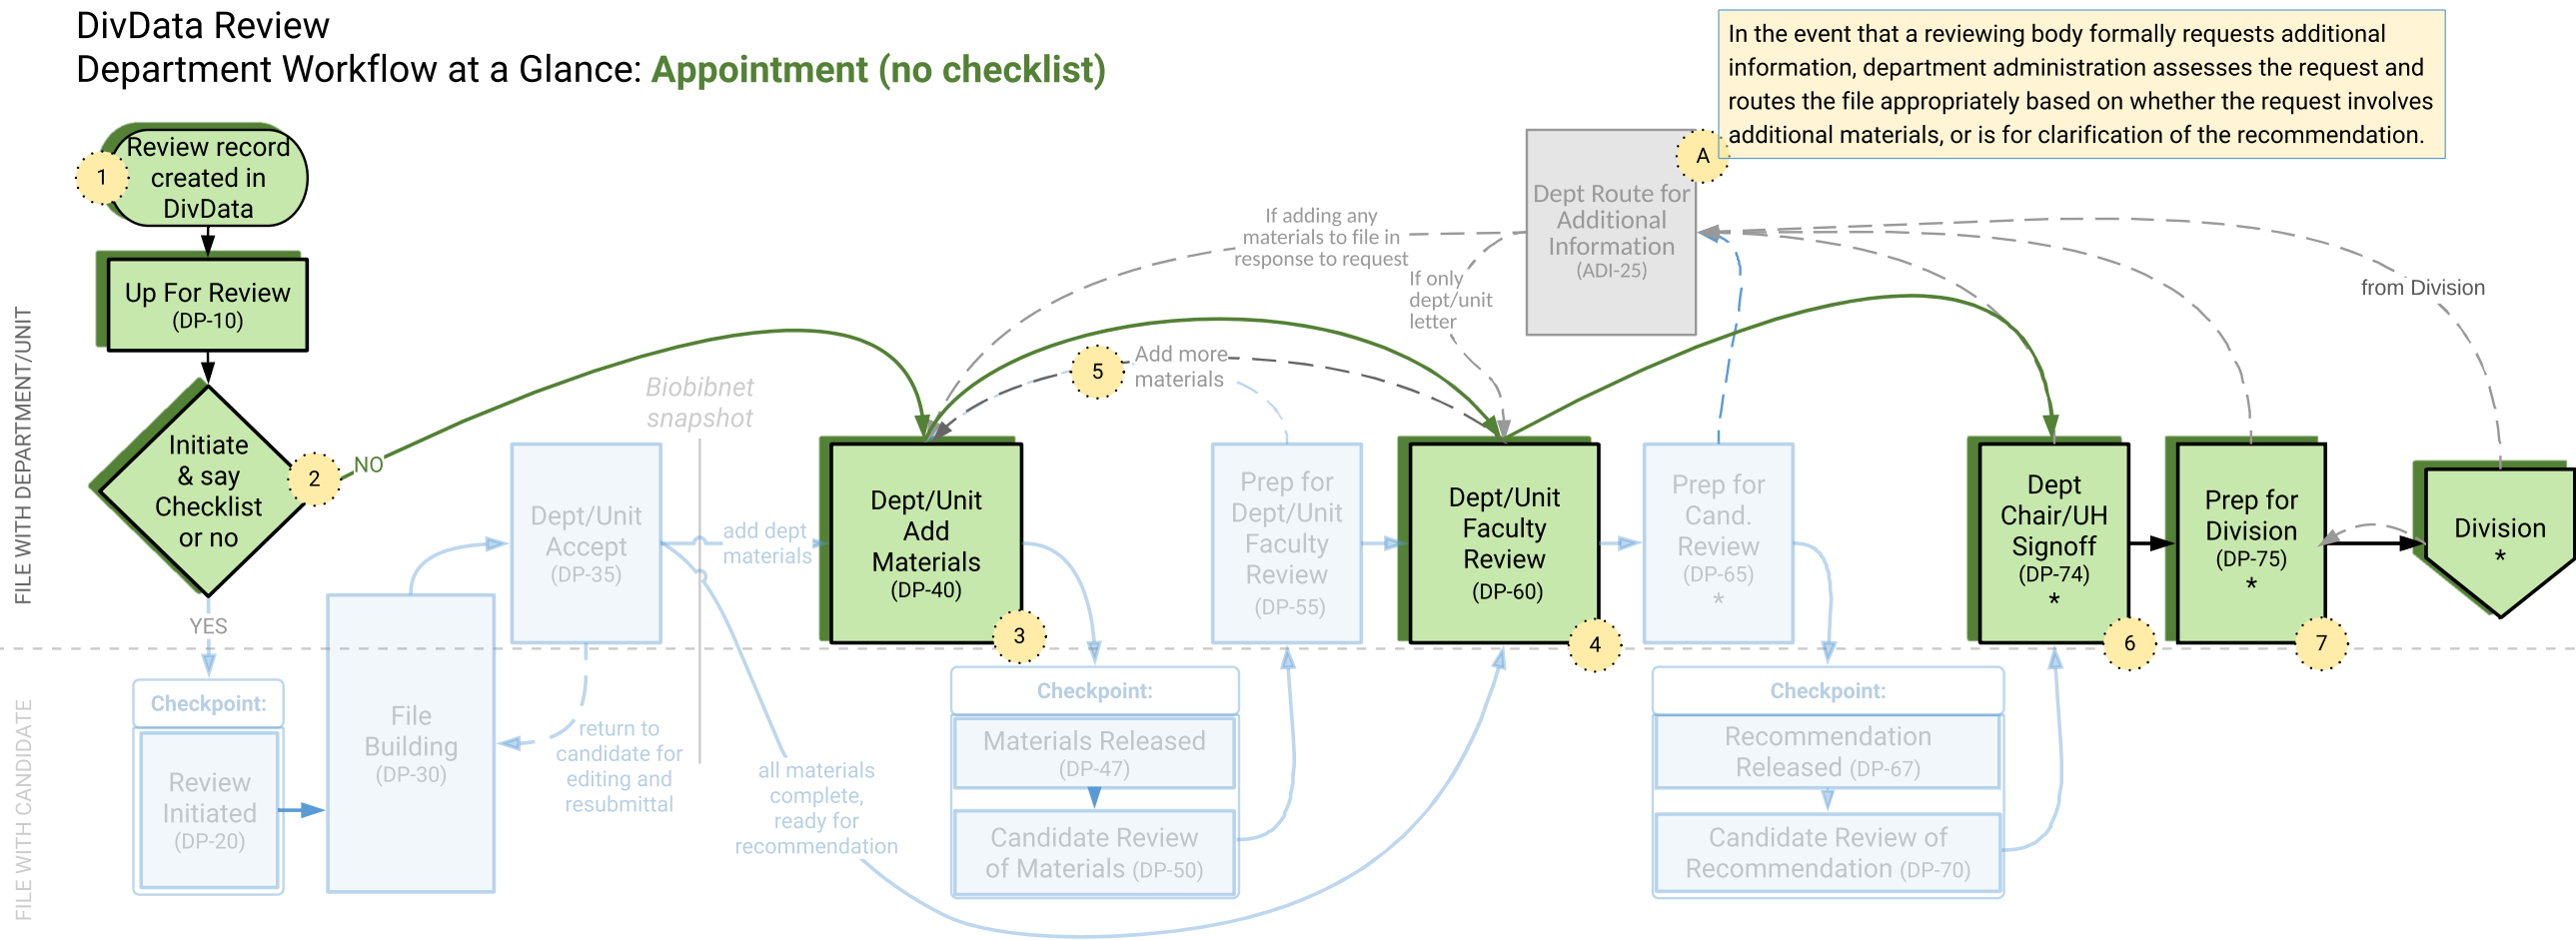 DivData Review
Department Workflow at a Glance: Appointment (no checklist)
In the event that a reviewing body formally requests additional
information, department administration assesses the request and
routes the file appropriately based on whether the request involves
additional materials, or is for clarification of the recommendation.
A
1
Review record
created in
DivData
Up For Review
(DP-10)
Initiate
& say
Checklist
or no
2
NO
YES
FILE WITH DEPARTMENT/UNIT
FILE WITH CANDIDATE
Checkpoint:
Review
Initiated
(DP-20)
File
Building
(DP-30)
Dept/Unit
Accept
(DP-35)
return to
candidate for
editing and
resubmittal
Biobibnet
snapshot
add dept
materials
all materials
complete,
ready for
recommendation
Dept/Unit
Add
Materials
(DP-40)
3
Checkpoint:
Materials Released
(DP-47)
Candidate Review
of Materials (DP-50)
5
Add more
materials
If adding any
materials to file in
response to request
If only
dept/unit
letter
Dept Route for
Additional
Information
(ADI-25)
Prep for
Dept/Unit
Faculty
Review
(DP-55)
Dept/Unit
Faculty
Review
(DP-60)
4
Prep for
Cand.
Review
(DP-65)
*
Checkpoint:
Recommendation
Released (DP-67)
Candidate Review of
Recommendation (DP-70)
Dept
Chair/UH
Signoff
(DP-74)
*
6
Prep for
Division
(DP-75)
*
7
from Division
Division
*